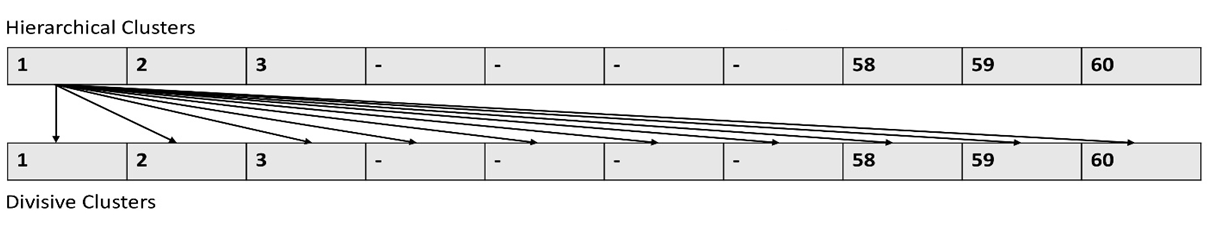 Hierarchical Clusters
1 2 3 - - - - 58 59 60
1 2 3 - - - - 58 59 60
Divisive Clusters